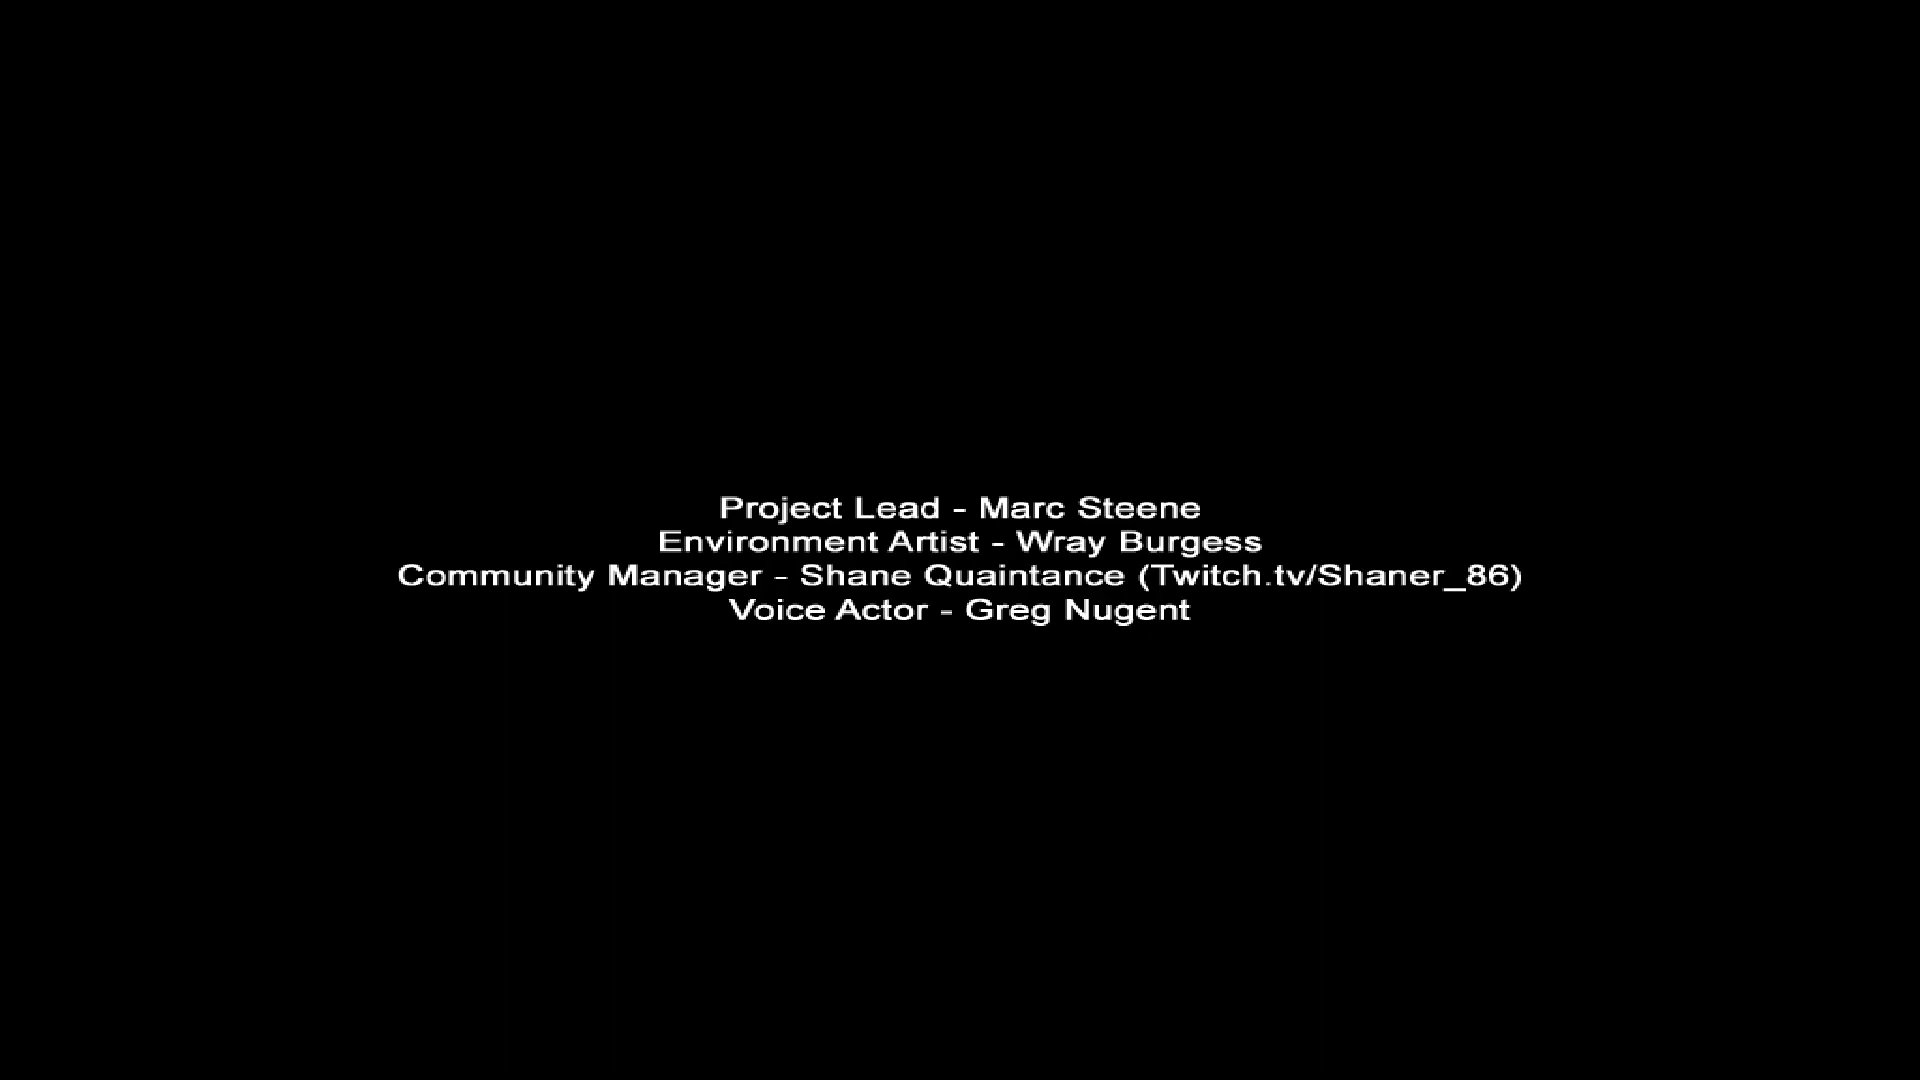 Project Lead - Marc Steene
Environment Artist - Wray Burgess
Community Manager - Shane Quaintance (Twitch.tv/Shaner_86)
Voice Actor - Greg Nugent